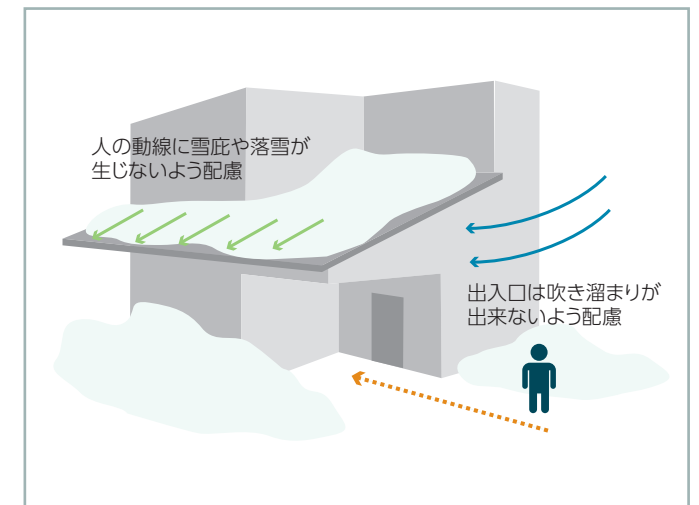 人の動線に雪庇や落雪が
生じないよう配慮
出入口は吹き溜まりが
出来ないよう配慮